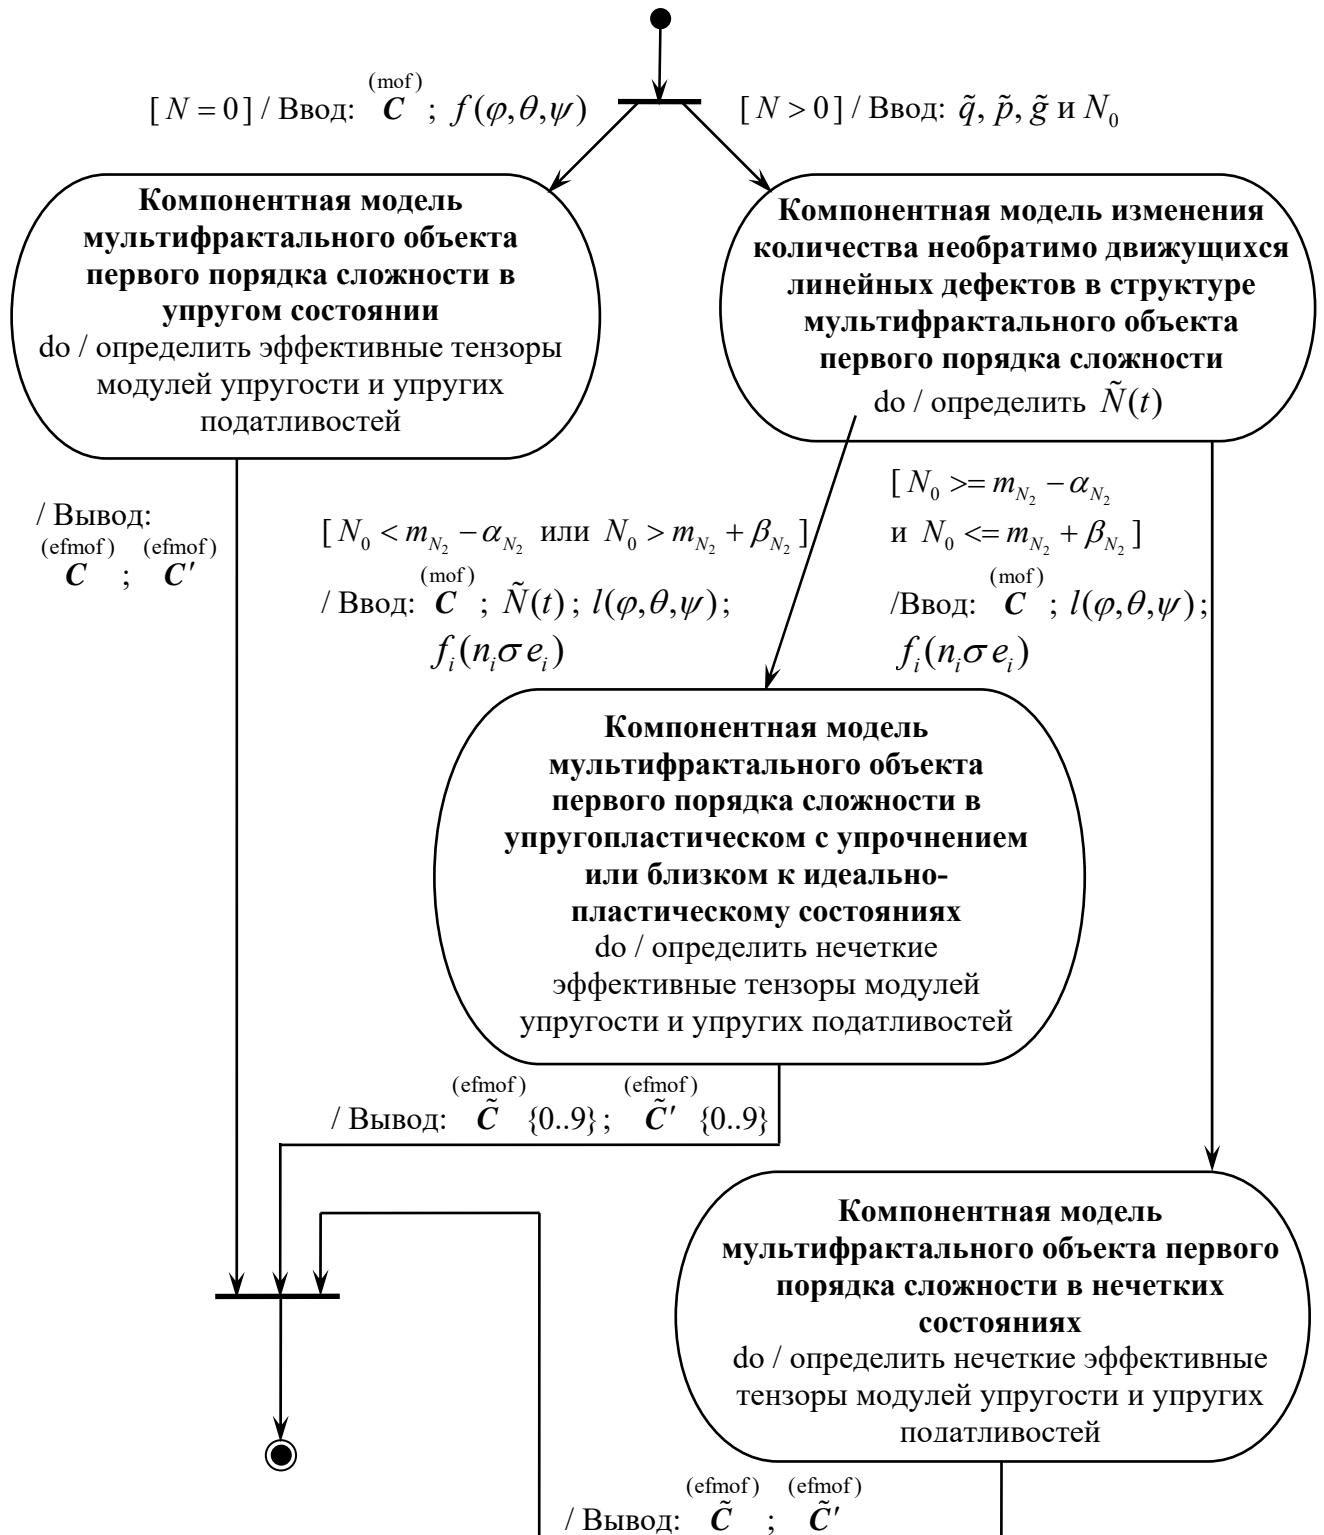 (mof)
[ N = 0 ] / Ввод: C ; f(φ,θ,ψ)
[ N > 0 ] / Ввод: q̃, p̃, g̃ и N₀
Компонентная модель
мультифрактального объекта
первого порядка сложности в
упругом состоянии
do / определить эффективные тензоры
модулей упругости и упругих
податливостей
Компонентная модель изменения
количества необратимо движущихся
линейных дефектов в структуре
мультифрактального объекта
первого порядка сложности
do / определить Ñ(t)
/ Вывод:
(efmof) (efmof)
C ; C′
[ N₀ < m_{N₂} − α_{N₂} или N₀ > m_{N₂} + β_{N₂} ]
(mof)
/ Ввод: C ; Ñ(t) ; l(φ,θ,ψ) ;
f_i(n_iσ e_i)
[ N₀ >= m_{N₂} − α_{N₂}
и N₀ <= m_{N₂} + β_{N₂} ]
(mof)
/Ввод: C ; l(φ,θ,ψ) ;
f_i(n_iσ e_i)
Компонентная модель
мультифрактального объекта
первого порядка сложности в
упругопластическом с упрочнением
или близком к идеально-
пластическому состояниях
do / определить нечеткие
эффективные тензоры модулей
упругости и упругих податливостей
(efmof) (efmof)
/ Вывод: C̃ {0..9} ; C̃′ {0..9}
Компонентная модель
мультифрактального объекта первого
порядка сложности в нечетких
состояниях
do / определить нечеткие эффективные
тензоры модулей упругости и упругих
податливостей
(efmof) (efmof)
/ Вывод: C̃ ; C̃′